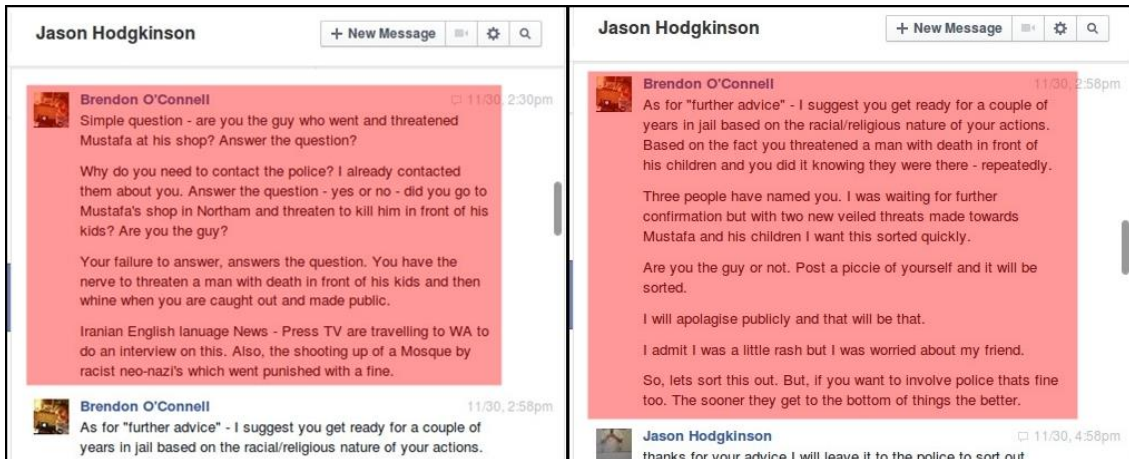 Jason Hodgkinson
+ New Message
Brendon O'Connell
11/30, 2:30pm
Simple question - are you the guy who went and threatened
Mustafa at his shop? Answer the question?
Why do you need to contact the police? I already contacted
them about you. Answer the question - yes or no - did you go to
Mustafa's shop in Northam and threaten to kill him in front of his
kids? Are you the guy?
Your failure to answer, answers the question. You have the
nerve to threaten a man with death in front of his kids and then
whine when you are caught out and made public.
Iranian English lanuage News - Press TV are travelling to WA to
do an interview on this. Also, the shooting up of a Mosque by
racist neo-nazi's which went punished with a fine.
Brendon O'Connell
11/30, 2:58pm
As for "further advice" - I suggest you get ready for a couple of
years in jail based on the racial/religious nature of your actions.
Jason Hodgkinson
+ New Message
Brendon O'Connell
11/30, 2:58pm
As for "further advice" - I suggest you get ready for a couple of
years in jail based on the racial/religious nature of your actions.
Based on the fact you threatened a man with death in front of
his children and you did it knowing they were there - repeatedly.
Three people have named you. I was waiting for further
confirmation but with two new veiled threats made towards
Mustafa and his children I want this sorted quickly.
Are you the guy or not. Post a piccie of yourself and it will be
sorted.
I will apolagise publicly and that will be that.
I admit I was a little rash but I was worried about my friend.
So, lets sort this out. But, if you want to involve police thats fine
too. The sooner they get to the bottom of things the better.
Jason Hodgkinson
11/30, 4:58pm
thanks for your advice I will leave it to the police to sort out